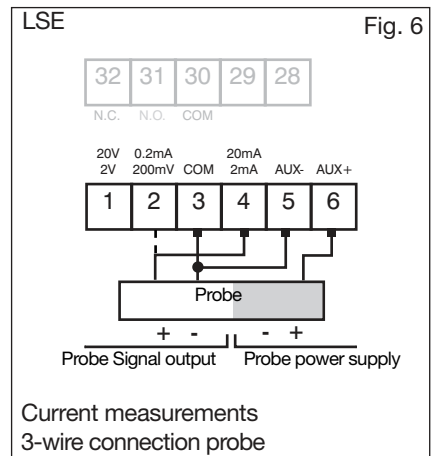 LSE Fig. 6
32 31 30 29 28
N.C. N.O. COM
20V 0.2mA 20mA
2V 200mV COM 2mA AUX- AUX+
1 2 3 4 5 6
Probe
+ - - +
Probe Signal output Probe power supply
Current measurements
3-wire connection probe